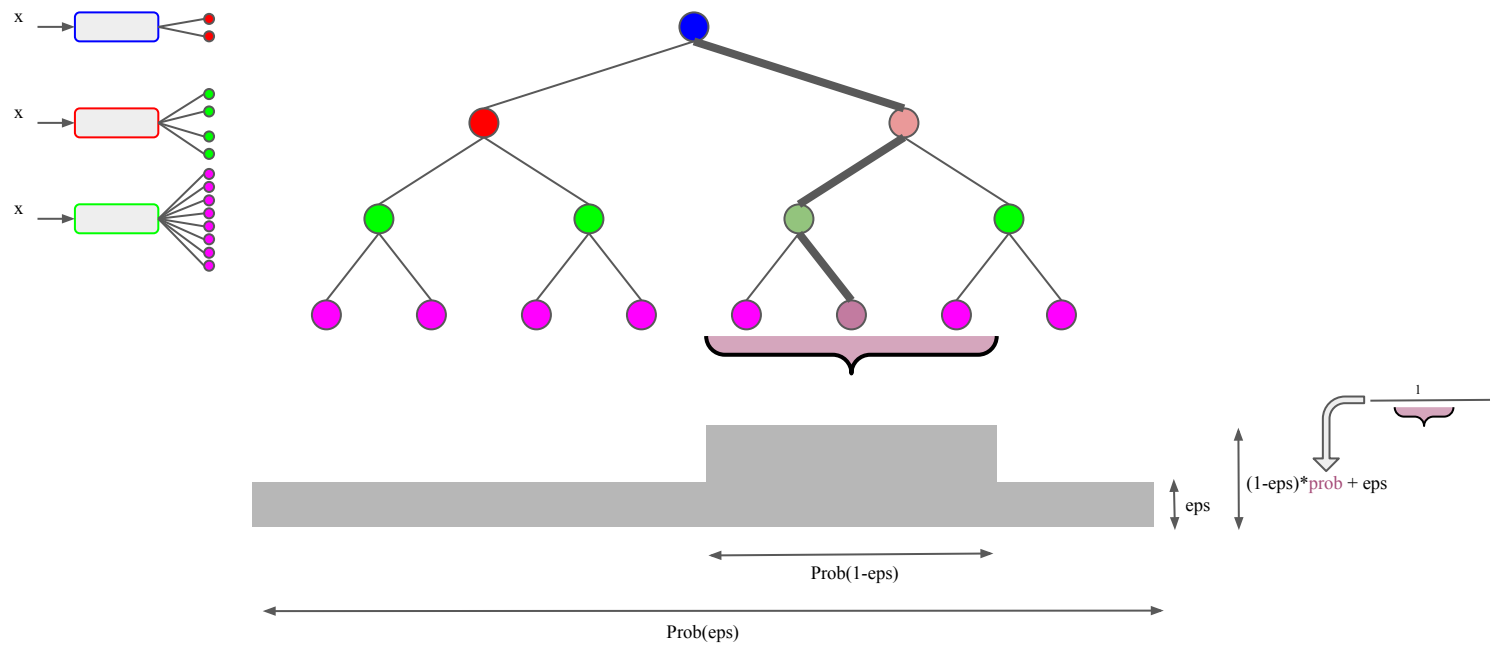 x
x
x
1
(1-eps)*prob + eps
eps
Prob(1-eps)
Prob(eps)